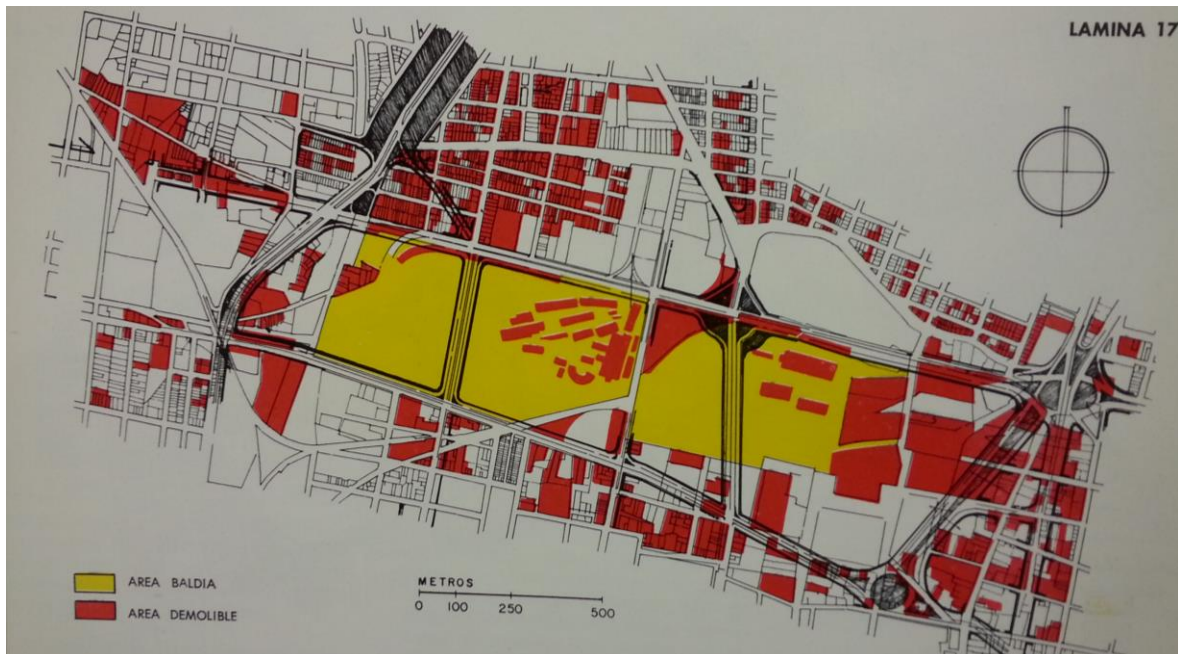 LAMINA 17
AREA BALDIA
AREA DEMOLIBLE
METROS
0 100 250 500